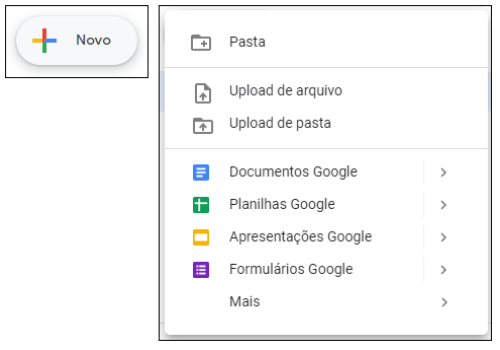 Novo
Pasta
Upload de arquivo
Upload de pasta
Documentos Google
Planilhas Google
Apresentações Google
Formulários Google
Mais